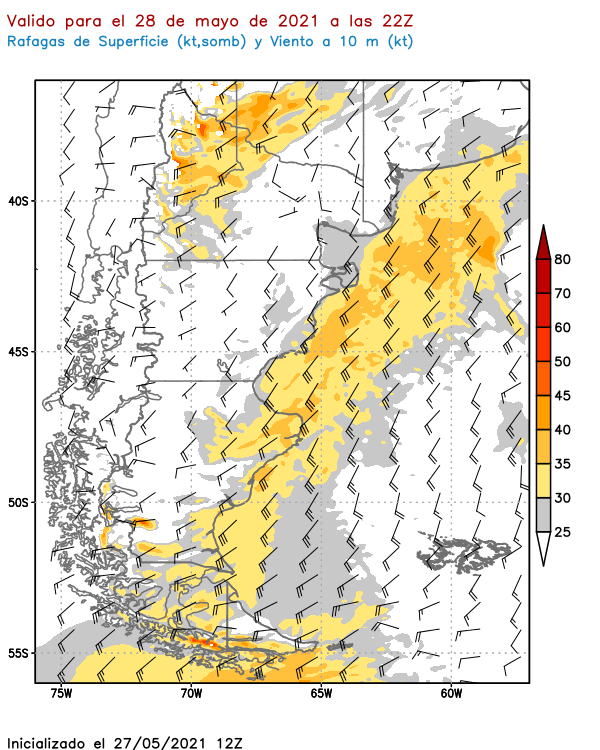 Valido para el 28 de mayo de 2021 a las 22Z
Rafagas de Superficie (kt,somb) y Viento a 10 m (kt)
40S
45S
50S
55S
75W 70W 65W 60W
80
70
60
50
45
40
35
30
25
Inicializado el 27/05/2021 12Z